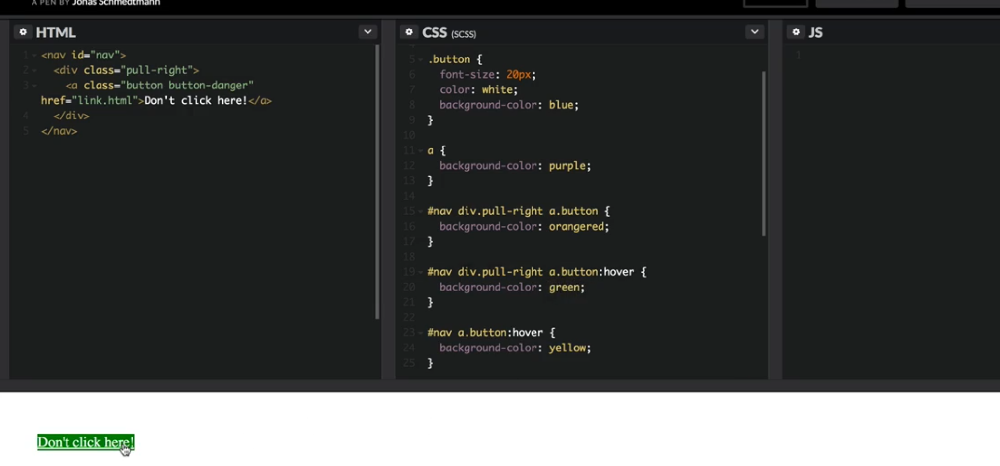 A PEN BY Jonas Schmedtmann
HTML
1 <nav id="nav">
2 <div class="pull-right">
3 <a class="button button-danger"
href="link.html">Don't click here!</a>
4 </div>
5 </nav>
CSS (SCSS)
4
5 .button {
6 font-size: 20px;
7 color: white;
8 background-color: blue;
9 }
10
11 a {
12 background-color: purple;
13 }
14
15 #nav div.pull-right a.button {
16 background-color: orangered;
17 }
18
19 #nav div.pull-right a.button:hover {
20 background-color: green;
21 }
22
23 #nav a.button:hover {
24 background-color: yellow;
25 }
JS
1
Don't click here!